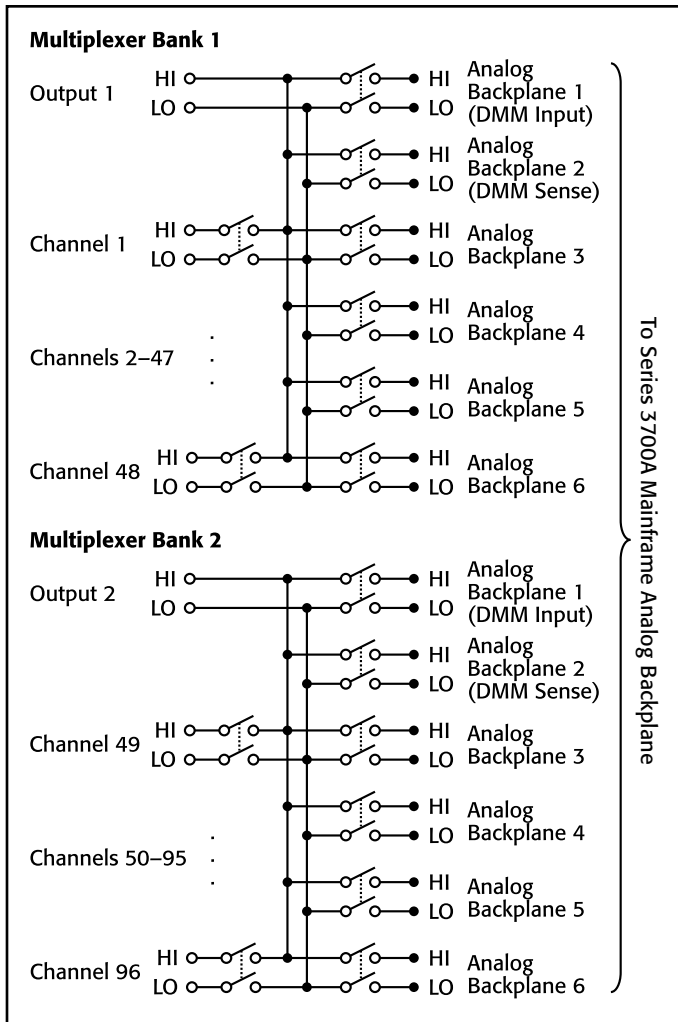 Multiplexer Bank 1
Output 1
HI
LO
HI
LO
Analog
Backplane 1
(DMM Input)
HI
LO
Analog
Backplane 2
(DMM Sense)
Channel 1
HI
LO
HI
LO
Analog
Backplane 3
HI
LO
Analog
Backplane 4
Channels 2–47
HI
LO
Analog
Backplane 5
Channel 48
HI
LO
HI
LO
Analog
Backplane 6
Multiplexer Bank 2
Output 2
HI
LO
HI
LO
Analog
Backplane 1
(DMM Input)
HI
LO
Analog
Backplane 2
(DMM Sense)
Channel 49
HI
LO
HI
LO
Analog
Backplane 3
HI
LO
Analog
Backplane 4
Channels 50–95
HI
LO
Analog
Backplane 5
Channel 96
HI
LO
HI
LO
Analog
Backplane 6
To Series 3700A Mainframe Analog Backplane